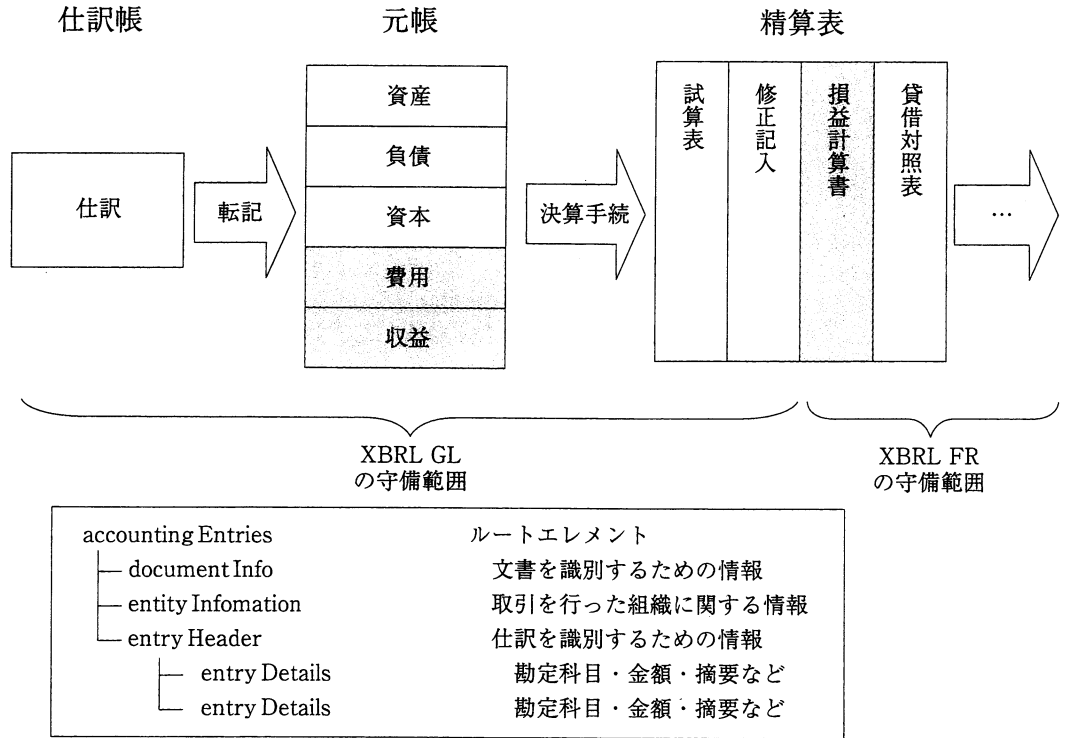 仕訳帳
元帳
精算表
仕訳
転記
資産
負債
資本
費用
収益
決算手続
試算表
修正記入
損益計算書
貸借対照表
…
XBRL GL
の守備範囲
XBRL FR
の守備範囲
accounting Entries ルートエレメント
document Info 文書を識別するための情報
entity Infomation 取引を行った組織に関する情報
entry Header 仕訳を識別するための情報
entry Details 勘定科目・金額・摘要など
entry Details 勘定科目・金額・摘要など